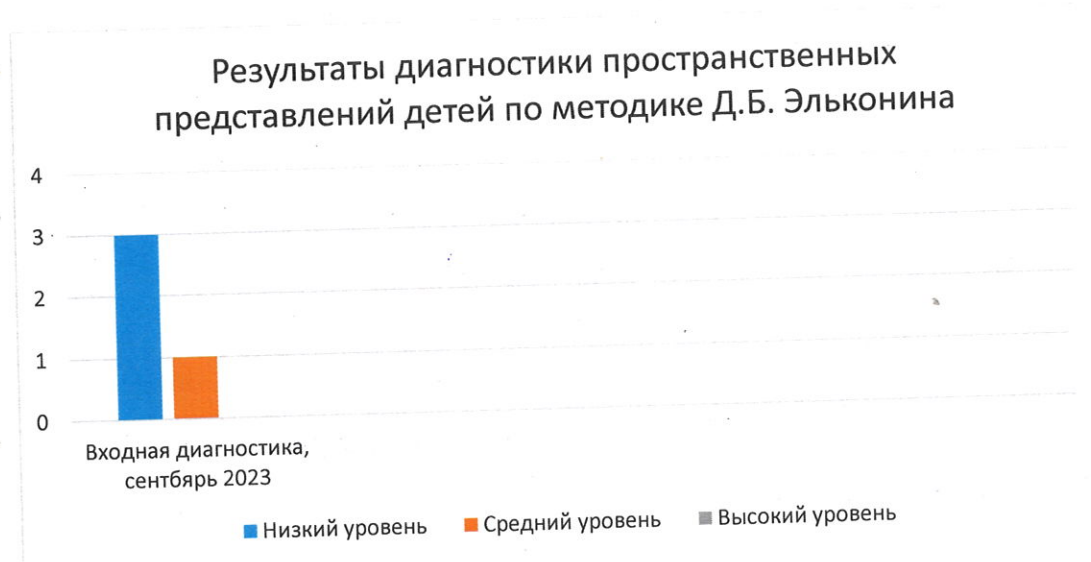 Результаты диагностики пространственных
представлений детей по методике Д.Б. Эльконина
4
3
2
1
0
Входная диагностика,
сентбярь 2023
Низкий уровень Средний уровень Высокий уровень